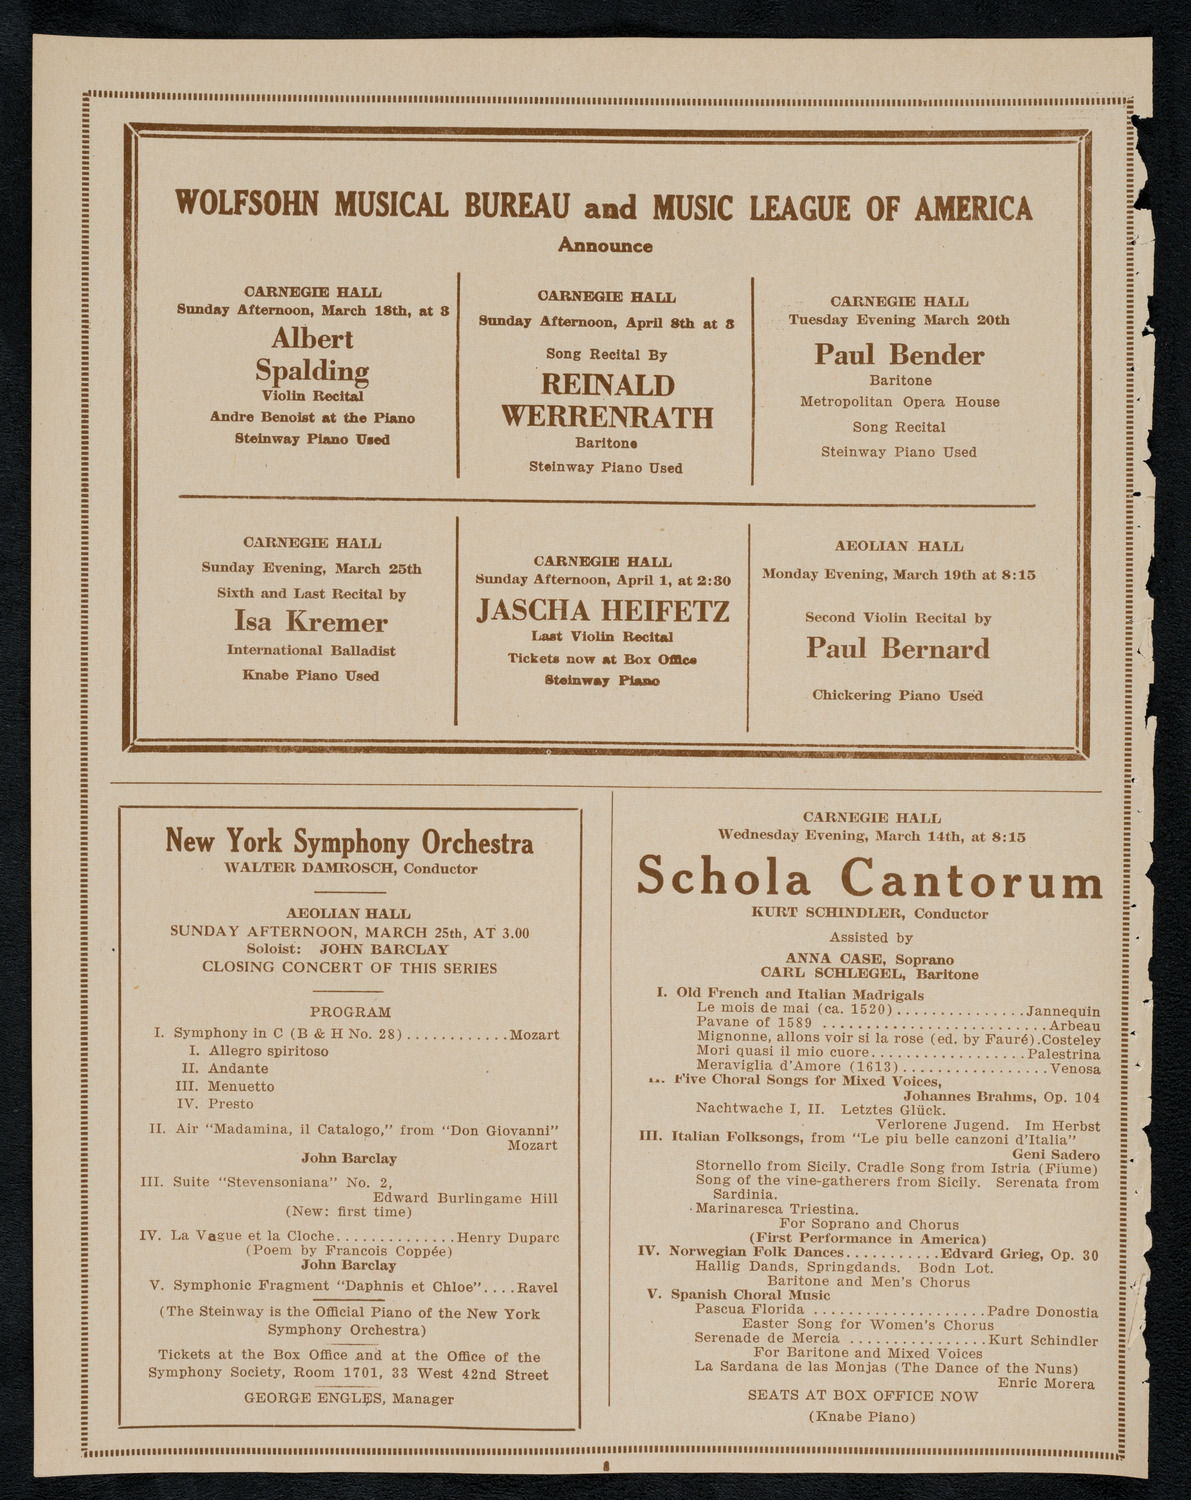 WOLFSOHN MUSICAL BUREAU and MUSIC LEAGUE OF AMERICA
Announce
CARNEGIE HALL
Sunday Afternoon, March 18th, at 3
Albert
Spalding
Violin Recital
Andre Benoist at the Piano
Steinway Piano Used
CARNEGIE HALL
Sunday Afternoon, April 8th at 3
Song Recital By
REINALD
WERRENRATH
Baritone
Steinway Piano Used
CARNEGIE HALL
Tuesday Evening March 20th
Paul Bender
Baritone
Metropolitan Opera House
Song Recital
Steinway Piano Used
CARNEGIE HALL
Sunday Evening, March 25th
Sixth and Last Recital by
Isa Kremer
International Balladist
Knabe Piano Used
CARNEGIE HALL
Sunday Afternoon, April 1, at 2:30
JASCHA HEIFETZ
Last Violin Recital
Tickets now at Box Office
Steinway Piano
AEOLIAN HALL
Monday Evening, March 19th at 8:15
Second Violin Recital by
Paul Bernard
Chickering Piano Used
New York Symphony Orchestra
WALTER DAMROSCH, Conductor
AEOLIAN HALL
SUNDAY AFTERNOON, MARCH 25th, AT 3.00
Soloist: JOHN BARCLAY
CLOSING CONCERT OF THIS SERIES
PROGRAM
I. Symphony in C (B & H No. 28)............Mozart
I. Allegro spiritoso
II. Andante
III. Menuetto
IV. Presto
II. Air "Madamina, il Catalogo," from "Don Giovanni"
Mozart
John Barclay
III. Suite "Stevensoniana" No. 2,
Edward Burlingame Hill
(New: first time)
IV. La Vague et la Cloche..............Henry Duparc
(Poem by Francois Coppée)
John Barclay
V. Symphonic Fragment "Daphnis et Chloe"....Ravel
(The Steinway is the Official Piano of the New York
Symphony Orchestra)
Tickets at the Box Office and at the Office of the
Symphony Society, Room 1701, 33 West 42nd Street
GEORGE ENGLES, Manager
CARNEGIE HALL
Wednesday Evening, March 14th, at 8:15
Schola Cantorum
KURT SCHINDLER, Conductor
Assisted by
ANNA CASE, Soprano
CARL SCHLEGEL, Baritone
I. Old French and Italian Madrigals
Le mois de mai (ca. 1520)...............Jannequin
Pavane of 1589 ..........................Arbeau
Mignonne, allons voir si la rose (ed. by Fauré).Costeley
Mori quasi il mio cuore..................Palestrina
Meraviglia d'Amore (1613).................Venosa
Five Choral Songs for Mixed Voices,
Johannes Brahms, Op. 104
Nachtwache I, II. Letztes Glück.
Verlorene Jugend. Im Herbst
III. Italian Folksongs, from "Le piu belle canzoni d'Italia"
Geni Sadero
Stornello from Sicily. Cradle Song from Istria (Fiume)
Song of the vine-gatherers from Sicily. Serenata from
Sardinia.
Marinaresca Triestina.
For Soprano and Chorus
(First Performance in America)
IV. Norwegian Folk Dances...........Edvard Grieg, Op. 30
Hallig Dands, Springdands. Bodn Lot.
Baritone and Men's Chorus
V. Spanish Choral Music
Pascua Florida ....................Padre Donostia
Easter Song for Women's Chorus
Serenade de Mercia ................Kurt Schindler
For Baritone and Mixed Voices
La Sardana de las Monjas (The Dance of the Nuns)
Enric Morera
SEATS AT BOX OFFICE NOW
(Knabe Piano)